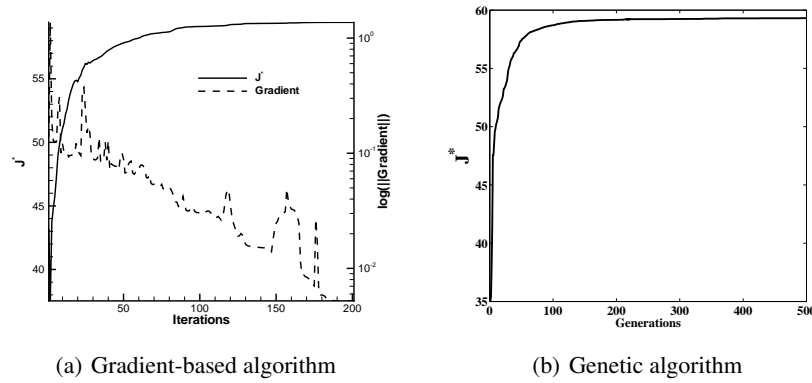 J*
Gradient
55
50
45
40
J*
10⁰
10⁻¹
10⁻²
log(||Gradient||)
50
100
150
200
Iterations
60
55
50
45
40
35
J*
0
100
200
300
400
500
Generations
(a) Gradient-based algorithm
(b) Genetic algorithm